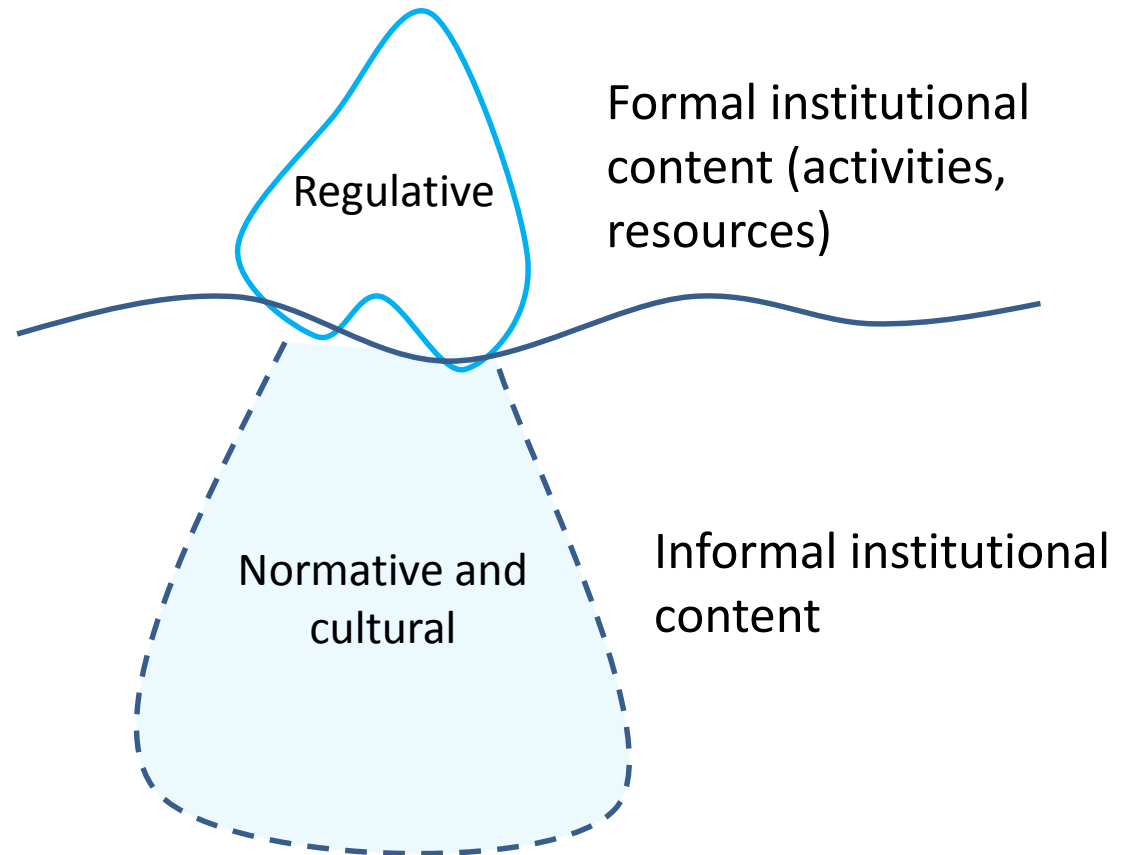 Formal institutional
content (activities,
resources)
Regulative
Normative and
cultural
Informal institutional
content